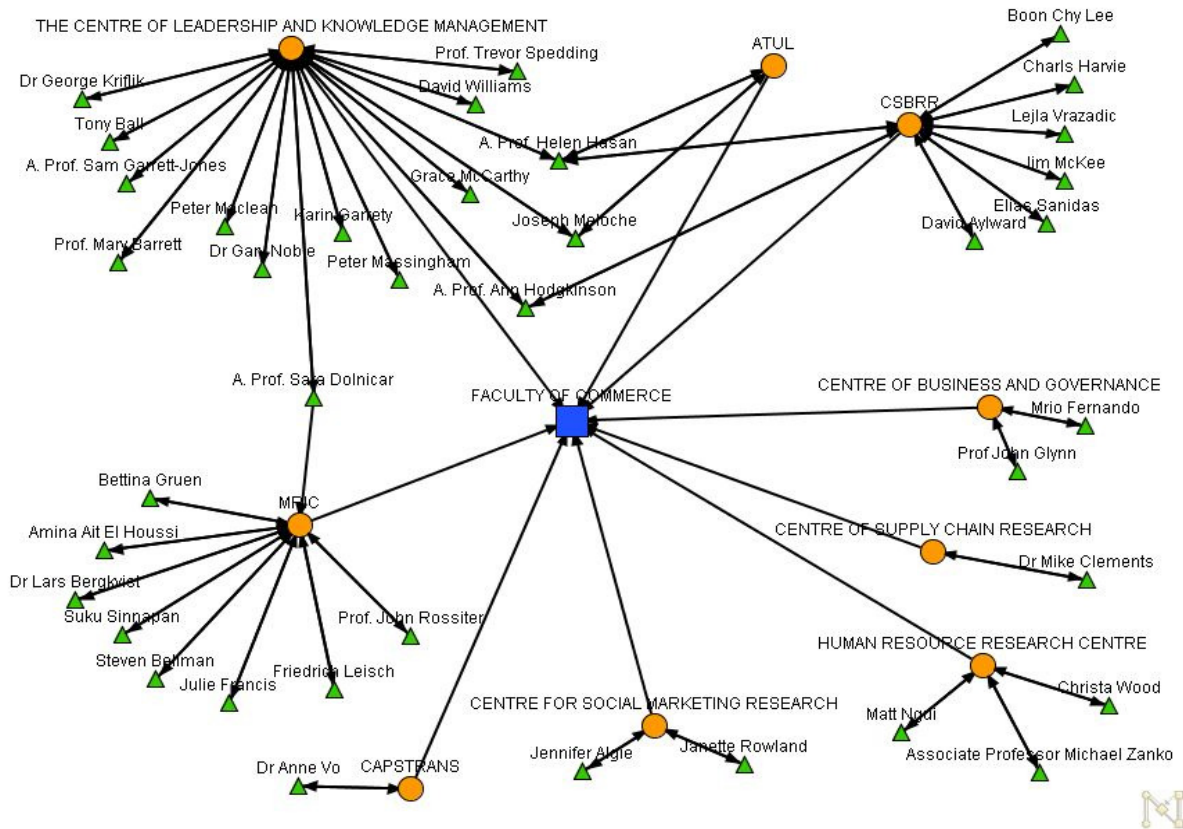 Boon Chy Lee
THE CENTRE OF LEADERSHIP AND KNOWLEDGE MANAGEMENT
ATUL
Prof. Trevor Spedding
Charls Harvie
Dr George Kriflik
David Williams
CSBRR
Lejla Vrazadic
Tony Ball
A. Prof. Helen Hasan
Jim McKee
A. Prof. Sam Garrett-Jones
Grace McCarthy
Elias Sanidas
Peter Maclean
Karin Garrety
Joseph Meloche
David Aylward
Prof. Mary Barrett
Dr Gary Noble
Peter Massingham
A. Prof. Ann Hodgkinson
A. Prof. Sara Dolnicar
CENTRE OF BUSINESS AND GOVERNANCE
FACULTY OF COMMERCE
Mrio Fernando
Prof John Glynn
Bettina Gruen
MRIC
Amina Ait El Houssi
CENTRE OF SUPPLY CHAIN RESEARCH
Dr Mike Clements
Dr Lars Bergkvist
Suku Sinnapan
Prof. John Rossiter
HUMAN RESOURCE RESEARCH CENTRE
Steven Bellman
Friedrich Leisch
Julie Francis
Christa Wood
CENTRE FOR SOCIAL MARKETING RESEARCH
Matt Ngui
Jennifer Algie
Janette Rowland
Associate Professor Michael Zanko
Dr Anne Vo
CAPSTRANS